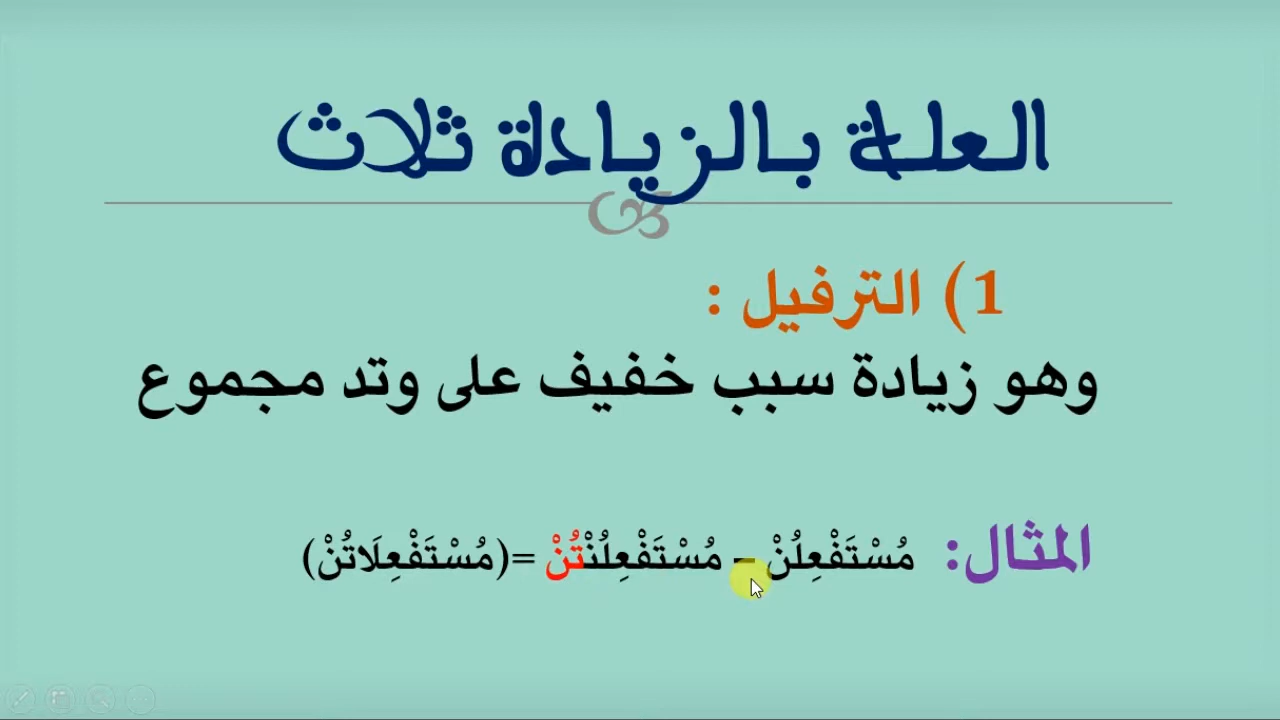 العلة بالزيادة ثلاث
1) الترفيل :
وهو زيادة سبب خفيف على وتد مجموع
المثال: مُسْتَفْعِلُنْ – مُسْتَفْعِلُنْتُنْ =(مُسْتَفْعِلَاتُنْ)